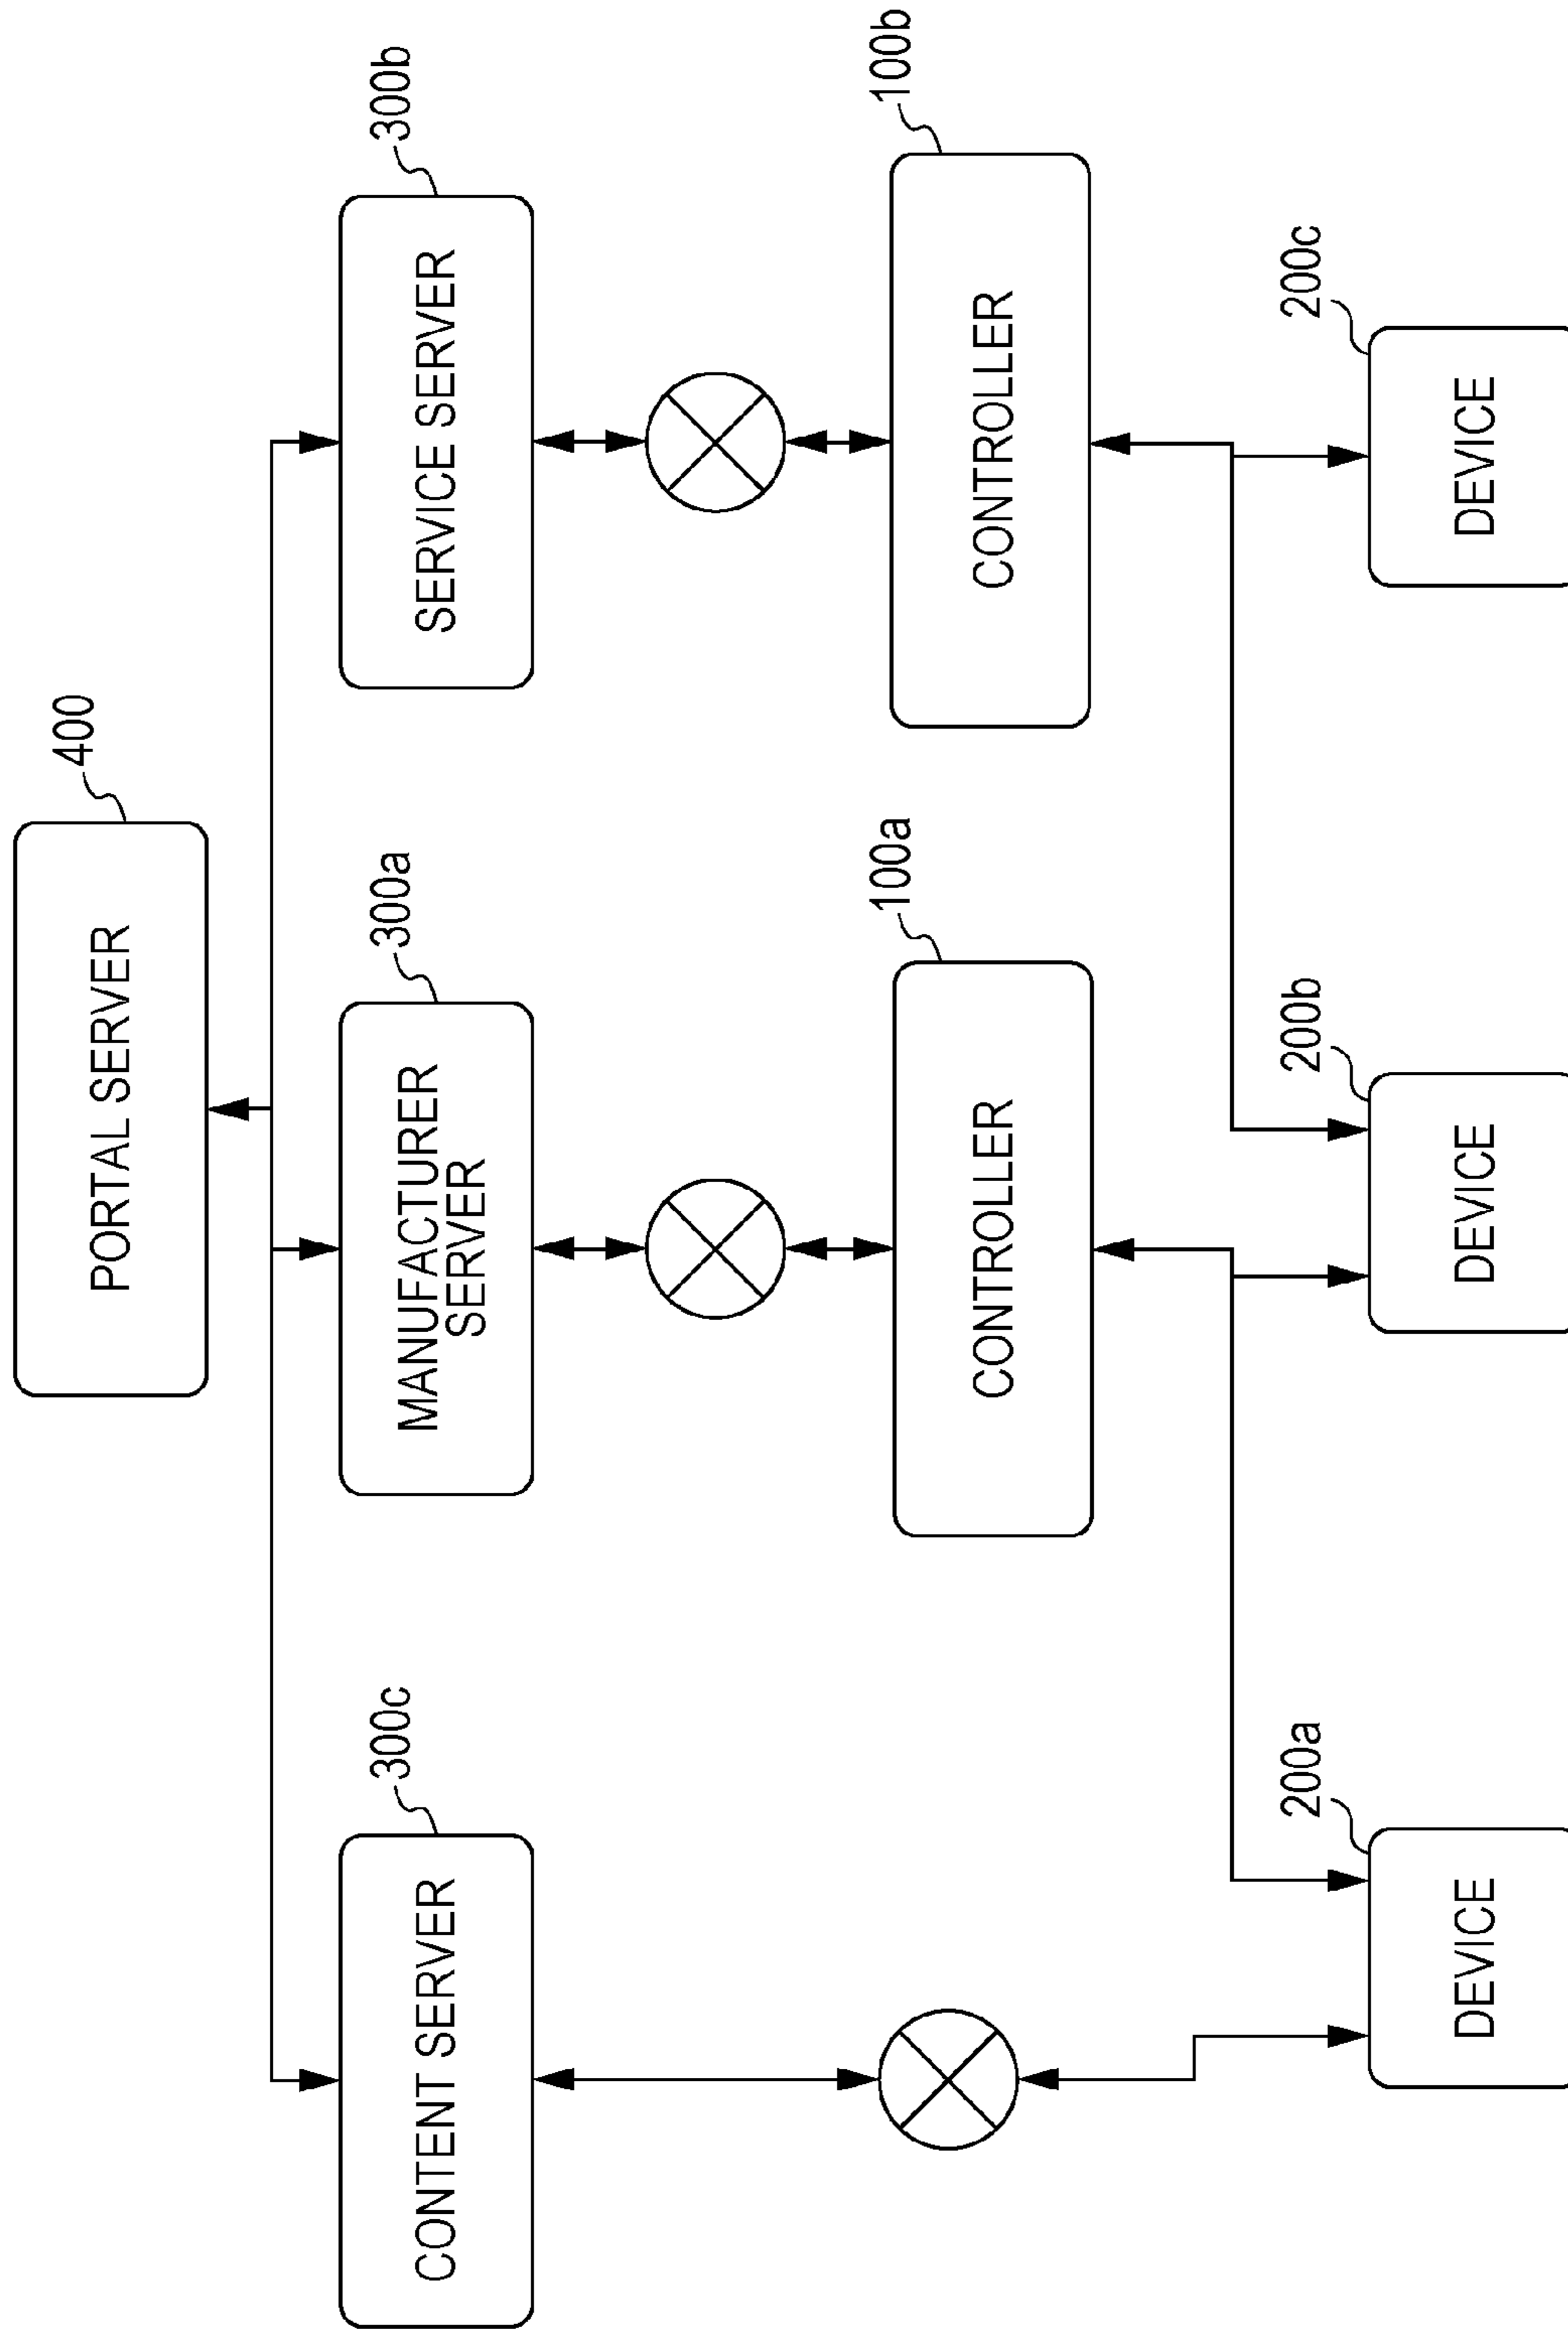 PORTAL SERVER
400
CONTENT SERVER
300c
MANUFACTURER
SERVER
300a
SERVICE SERVER
300b
CONTROLLER
100a
CONTROLLER
100b
DEVICE
200a
DEVICE
200b
DEVICE
200c